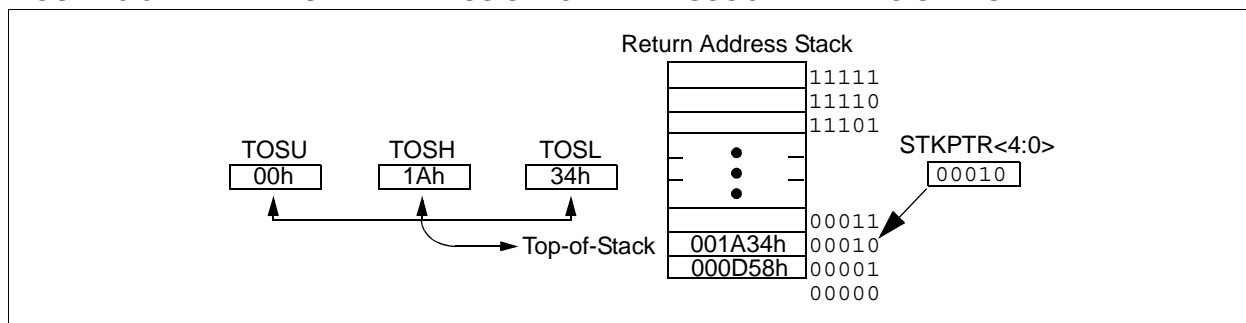 Return Address Stack
11111
11110
11101
TOSU TOSH TOSL STKPTR<4:0>
00h 1Ah 34h 00010
00011
Top-of-Stack 001A34h 00010
000D58h 00001
00000